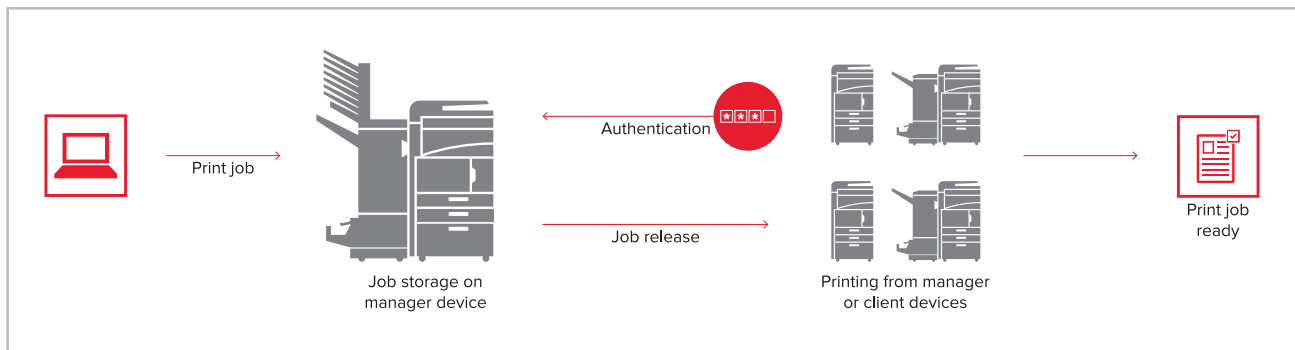 Print job
Job storage on
manager device
Authentication
***
Job release
Printing from manager
or client devices
Print job
ready